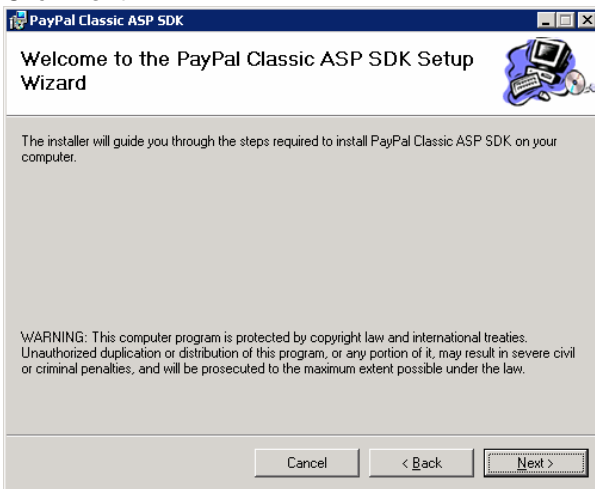 PayPal Classic ASP SDK
Welcome to the PayPal Classic ASP SDK Setup
Wizard
The installer will guide you through the steps required to install PayPal Classic ASP SDK on your
computer.
WARNING: This computer program is protected by copyright law and international treaties.
Unauthorized duplication or distribution of this program, or any portion of it, may result in severe civil
or criminal penalties, and will be prosecuted to the maximum extent possible under the law.
Cancel
< Back
Next >